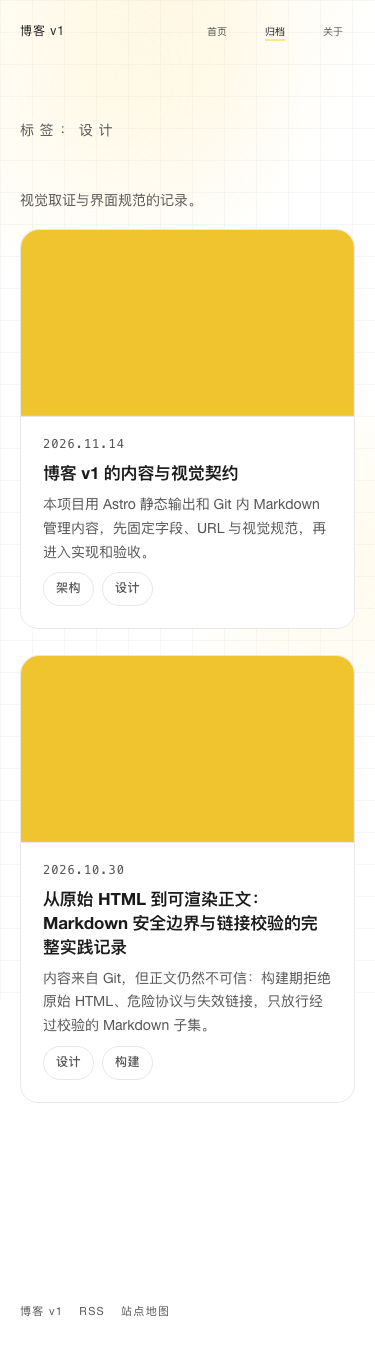 博客 v1 首页 归档 关于
标签：设计
视觉取证与界面规范的记录。
2026.11.14
博客 v1 的内容与视觉契约
本项目用 Astro 静态输出和 Git 内 Markdown
管理内容，先固定字段、URL 与视觉规范，再
进入实现和验收。
架构 设计
2026.10.30
从原始 HTML 到可渲染正文：
Markdown 安全边界与链接校验的完
整实践记录
内容来自 Git，但正文仍然不可信：构建期拒绝
原始 HTML、危险协议与失效链接，只放行经
过校验的 Markdown 子集。
设计 构建
博客 v1 RSS 站点地图